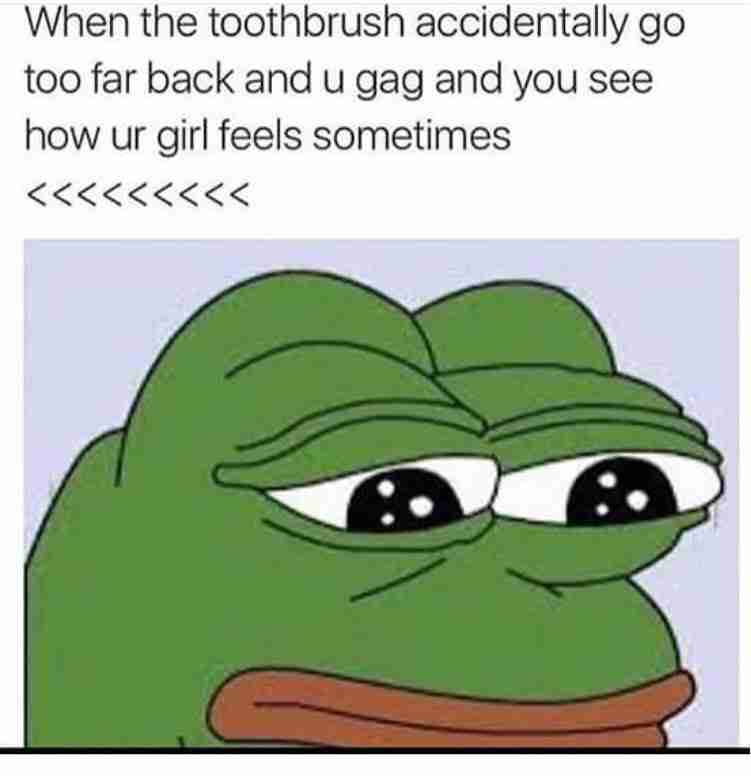 When the toothbrush accidentally go
too far back and u gag and you see
how ur girl feels sometimes
<<<<<<<<<